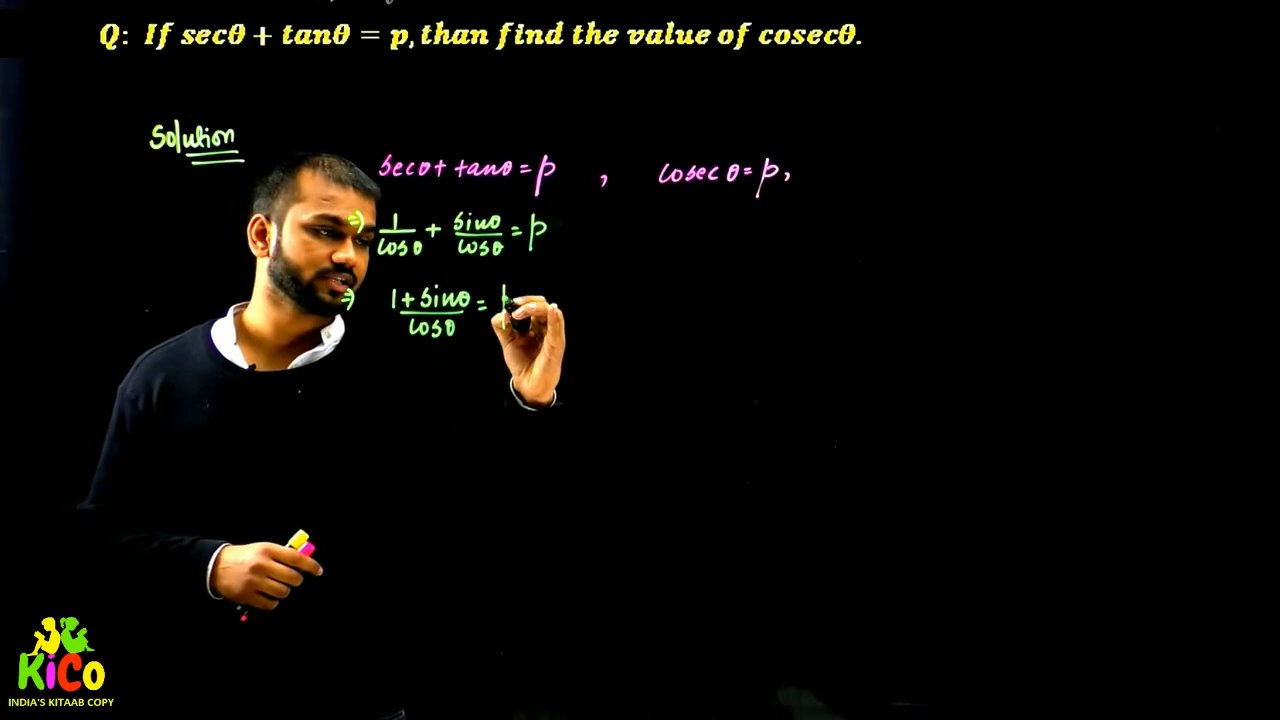 Q: If secθ + tanθ = p, than find the value of cosecθ.
Solution
secθ + tanθ = p , cosec θ = p,
⇒ 1/cosθ + sinθ/cosθ = p
⇒ 1 + sinθ/cosθ =
KiCo
INDIA'S KITAAB COPY